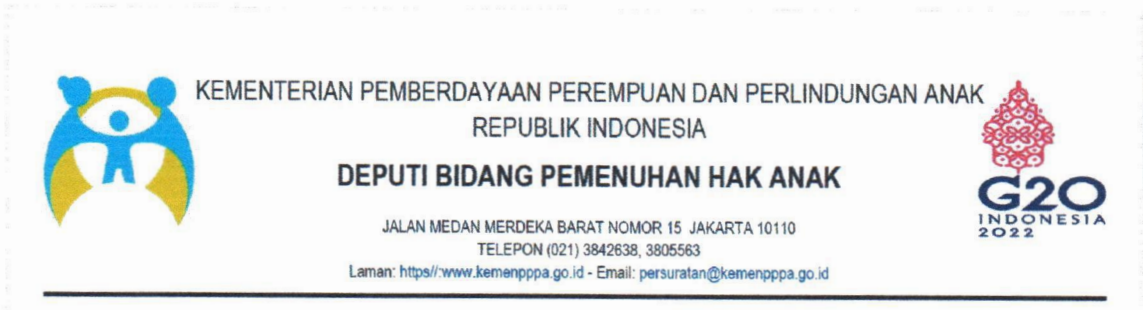 KEMENTERIAN PEMBERDAYAAN PEREMPUAN DAN PERLINDUNGAN ANAK
REPUBLIK INDONESIA
DEPUTI BIDANG PEMENUHAN HAK ANAK
JALAN MEDAN MERDEKA BARAT NOMOR 15 JAKARTA 10110
TELEPON (021) 3842638, 3805563
Laman: https//:www.kemenpppa.go.id - Email: persuratan@kemenpppa.go.id
G20
INDONESIA
2022